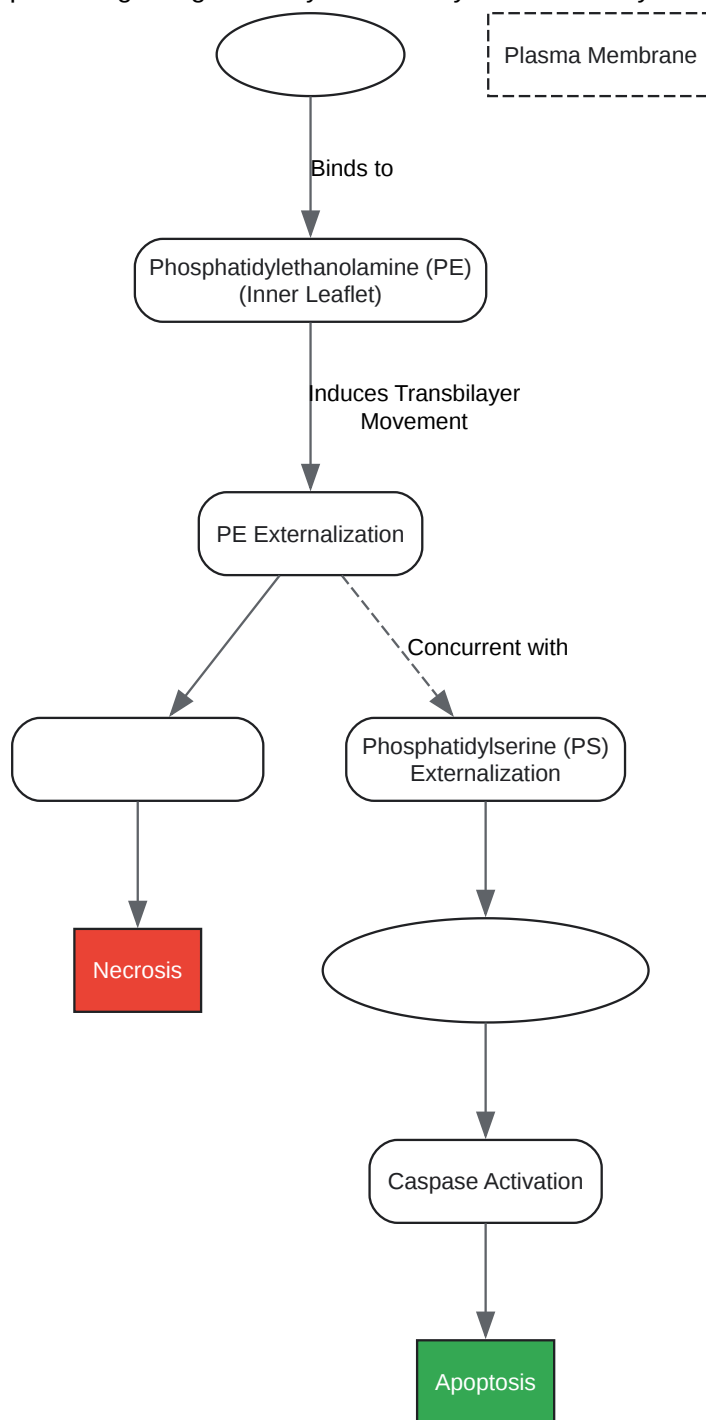 Plasma Membrane
Binds to
Phosphatidylethanolamine (PE)
(Inner Leaflet)
Induces Transbilayer
Movement
PE Externalization
Concurrent with
Phosphatidylserine (PS)
Externalization
Necrosis
Caspase Activation
Apoptosis